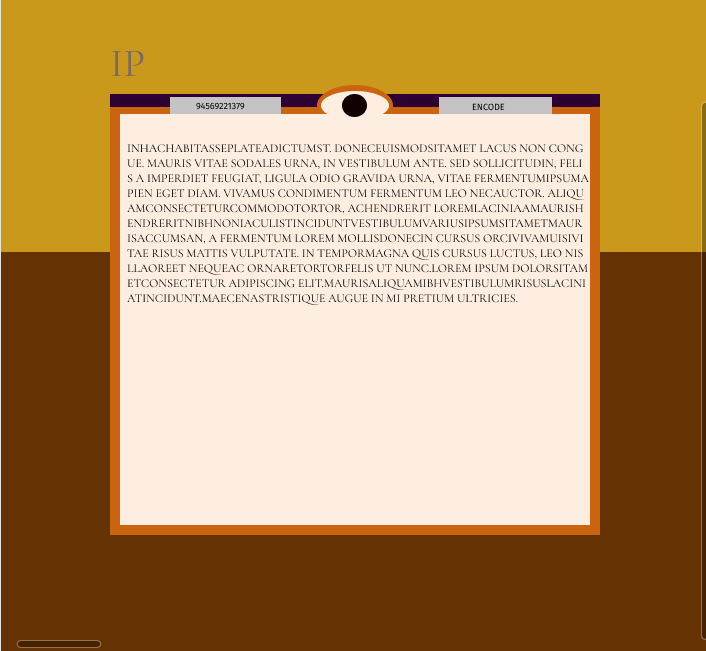 IP
94569221379
ENCODE
INHACHABITASSEPLATEADICTUMST. DONECEUISMODSITAMET LACUS NON CONG
UE. MAURIS VITAE SODALES URNA, IN VESTIBULUM ANTE. SED SOLLICITUDIN, FELI
S A IMPERDIET FEUGIAT, LIGULA ODIO GRAVIDA URNA, VITAE FERMENTUMIPSUMA
PIEN EGET DIAM. VIVAMUS CONDIMENTUM FERMENTUM LEO NECAUCTOR. ALIQU
AMCONSECTETURCOMMODOTORTOR, ACHENDRERIT LOREMLACINIAAMAURISH
ENDRERITNIBHNONIACULISTINCIDUNTVESTIBULUMVARIUSIPSUMSITAMETMAUR
ISACCUMSAN, A FERMENTUM LOREM MOLLISDONECIN CURSUS ORCIVIVAMUISIVI
TAE RISUS MATTIS VULPUTATE. IN TEMPORMAGNA QUIS CURSUS LUCTUS, LEO NIS
LLAOREET NEQUEAC ORNARETORTORFELIS UT NUNC.LOREM IPSUM DOLORSITAM
ETCONSECTETUR ADIPISCING ELIT.MAURISALIQUAMIBHVESTIBULUMRISUSLACINI
ATINCIDUNT.MAECENASTRISTIQUE AUGUE IN MI PRETIUM ULTRICIES.